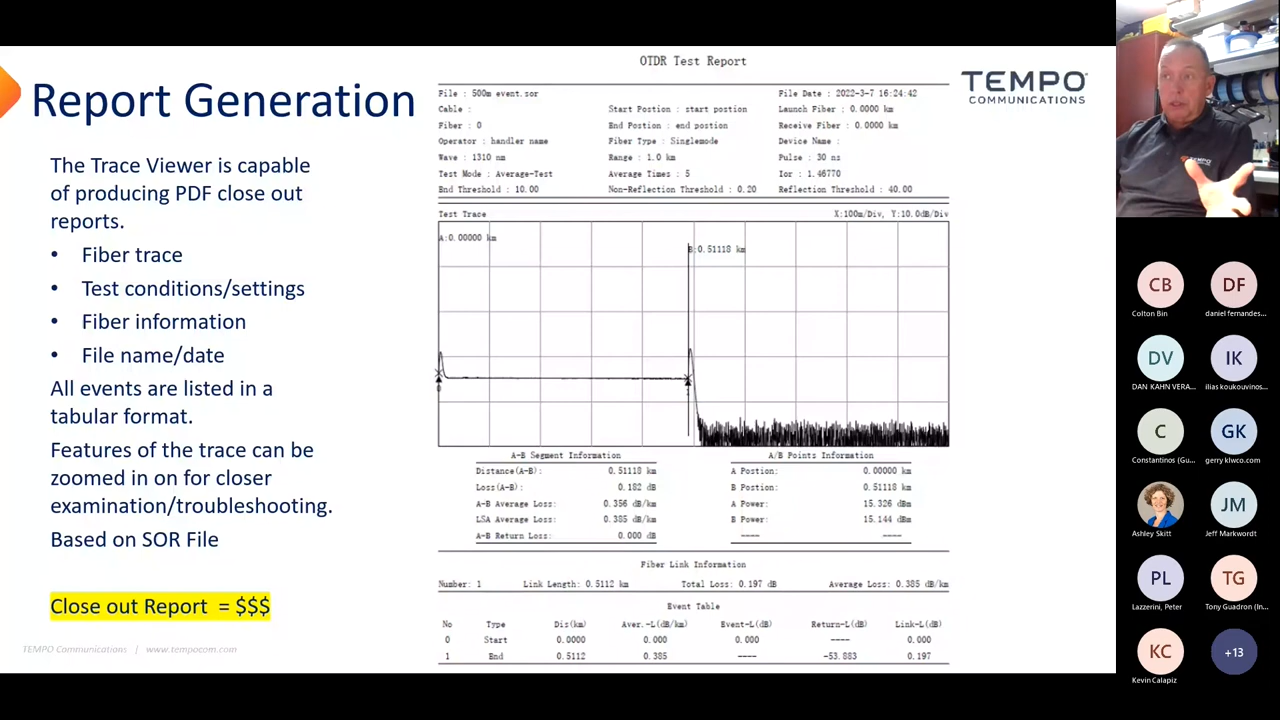 Report Generation
The Trace Viewer is capable
of producing PDF close out
reports.
• Fiber trace
• Test conditions/settings
• Fiber information
• File name/date
All events are listed in a
tabular format.
Features of the trace can be
zoomed in on for closer
examination/troubleshooting.
Based on SOR File
Close out Report = $$$
TEMPO Communications | www.tempocom.com
OTDR Test Report
File : 500m event.sor File Date : 2022-3-7 16:24:42
Cable : Start Postion : start postion Launch Fiber : 0.0000 km
Fiber : 0 End Postion : end postion Receive Fiber : 0.0000 km
Operator : handler name Fiber Type : Singlemode Device Name :
Wave : 1310 nm Range : 1.0 km Pulse : 30 ns
Test Mode : Average-Test Average Times : 5 Ior : 1.46770
End Threshold : 10.00 Non-Reflection Threshold : 0.20 Reflection Threshold : 40.00
Test Trace X:100m/Div, Y:10.0dB/Div
A:0.00000 km
B:0.51118 km
0
A-B Segment Information A/B Points Information
Distance(A-B): 0.51118 km A Postion: 0.00000 km
Loss(A-B): 0.182 dB B Postion: 0.51118 km
A-B Average Loss: 0.356 dB/km A Power: 15.326 dBm
LSA Average Loss: 0.385 dB/km B Power: 15.144 dBm
A-B Return Loss: 0.000 dB ---- ----
Fiber Link Information
Number: 1 Link Length: 0.5112 km Total Loss: 0.197 dB Average Loss: 0.385 dB/km
Event Table
No Type Dis(km) Aver.-L(dB/km) Event-L(dB) Return-L(dB) Link-L(dB)
0 Start 0.0000 0.000 0.000 ---- 0.000
1 End 0.5112 0.385 ---- -53.883 0.197
TEMPO
COMMUNICATIONS
TEMPO
CB DF
Colton Bin daniel fernandes...
DV IK
DAN KAHN VERA... ilias koukouvinos...
C GK
Constantinos (Gu... gerry klwco.com
JM
Ashley Skitt Jeff Markwordt
PL TG
Lazzerini, Peter Tony Guadron (In...
KC +13
Kevin Calapiz